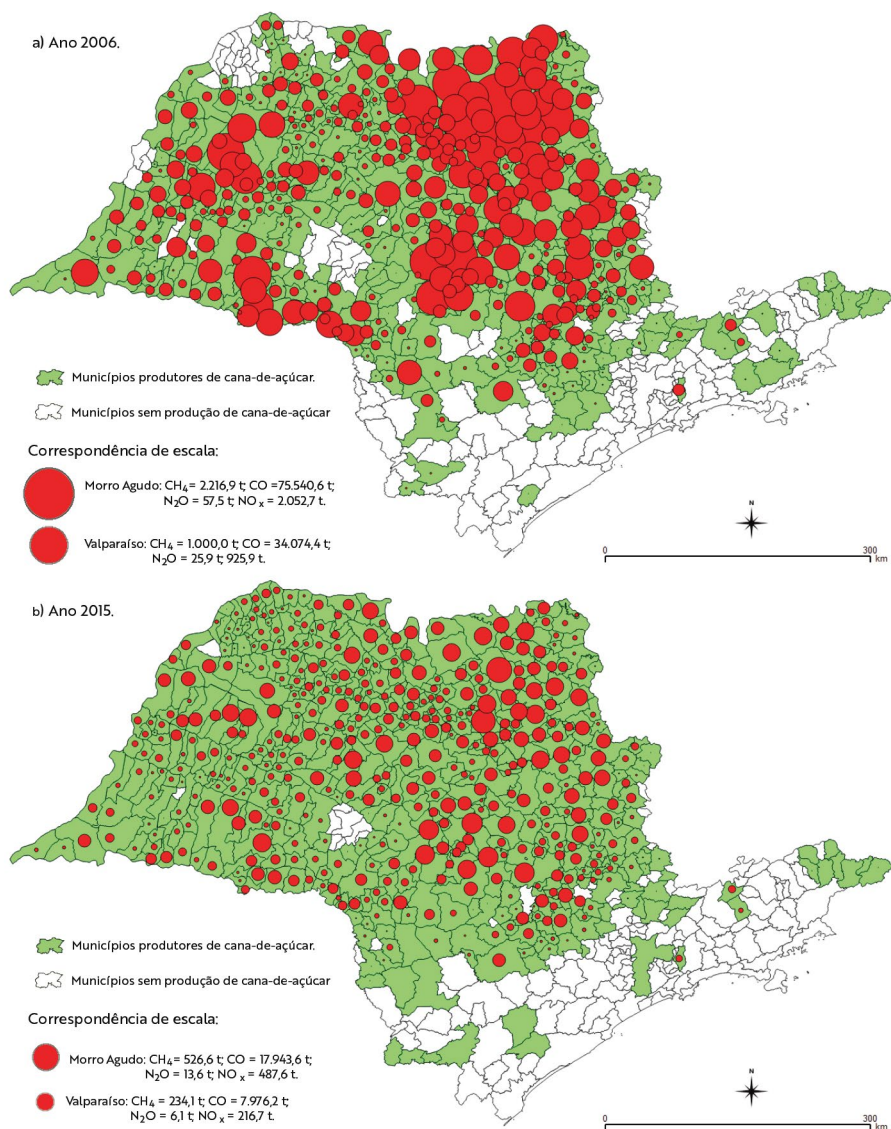 a) Ano 2006.
Municípios produtores de cana-de-açúcar.
Municípios sem produção de cana-de-açúcar
Correspondência de escala:
Morro Agudo: CH₄ = 2.216,9 t; CO =75.540,6 t;
N₂O = 57,5 t; NOₓ = 2.052,7 t.
Valparaíso: CH₄ = 1.000,0 t; CO = 34.074,4 t;
N₂O = 25,9 t; 925,9 t.
N
0 300
km
b) Ano 2015.
Municípios produtores de cana-de-açúcar.
Municípios sem produção de cana-de-açúcar
Correspondência de escala:
Morro Agudo: CH₄ = 526,6 t; CO = 17.943,6 t;
N₂O = 13,6 t; NOₓ = 487,6 t.
Valparaíso: CH₄ = 234,1 t; CO = 7.976,2 t;
N₂O = 6,1 t; NOₓ = 216,7 t.
N
0 300
km